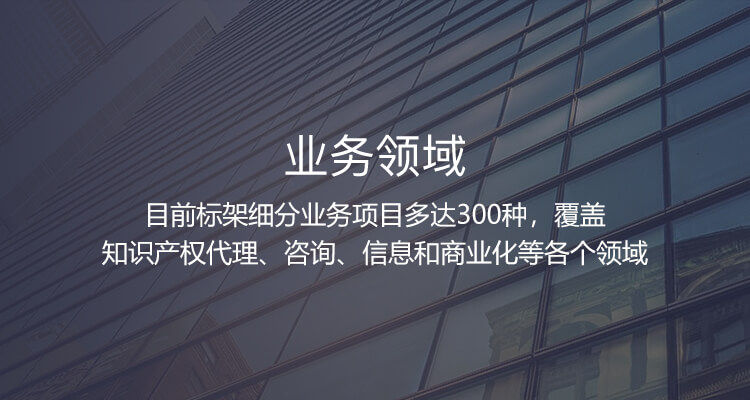 业务领域
目前标架细分业务项目多达300种，覆盖
知识产权代理、咨询、信息和商业化等各个领域